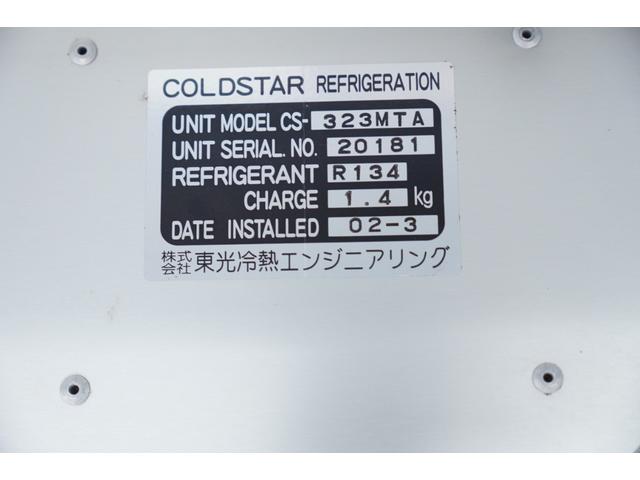 COLDSTAR REFRIGERATION
UNIT MODEL CS-323MTA
UNIT SERIAL. NO. 20181
REFRIGERANT R134
CHARGE 1.4 kg
DATE INSTALLED 02-3
株式会社東光冷熱エンジニアリング